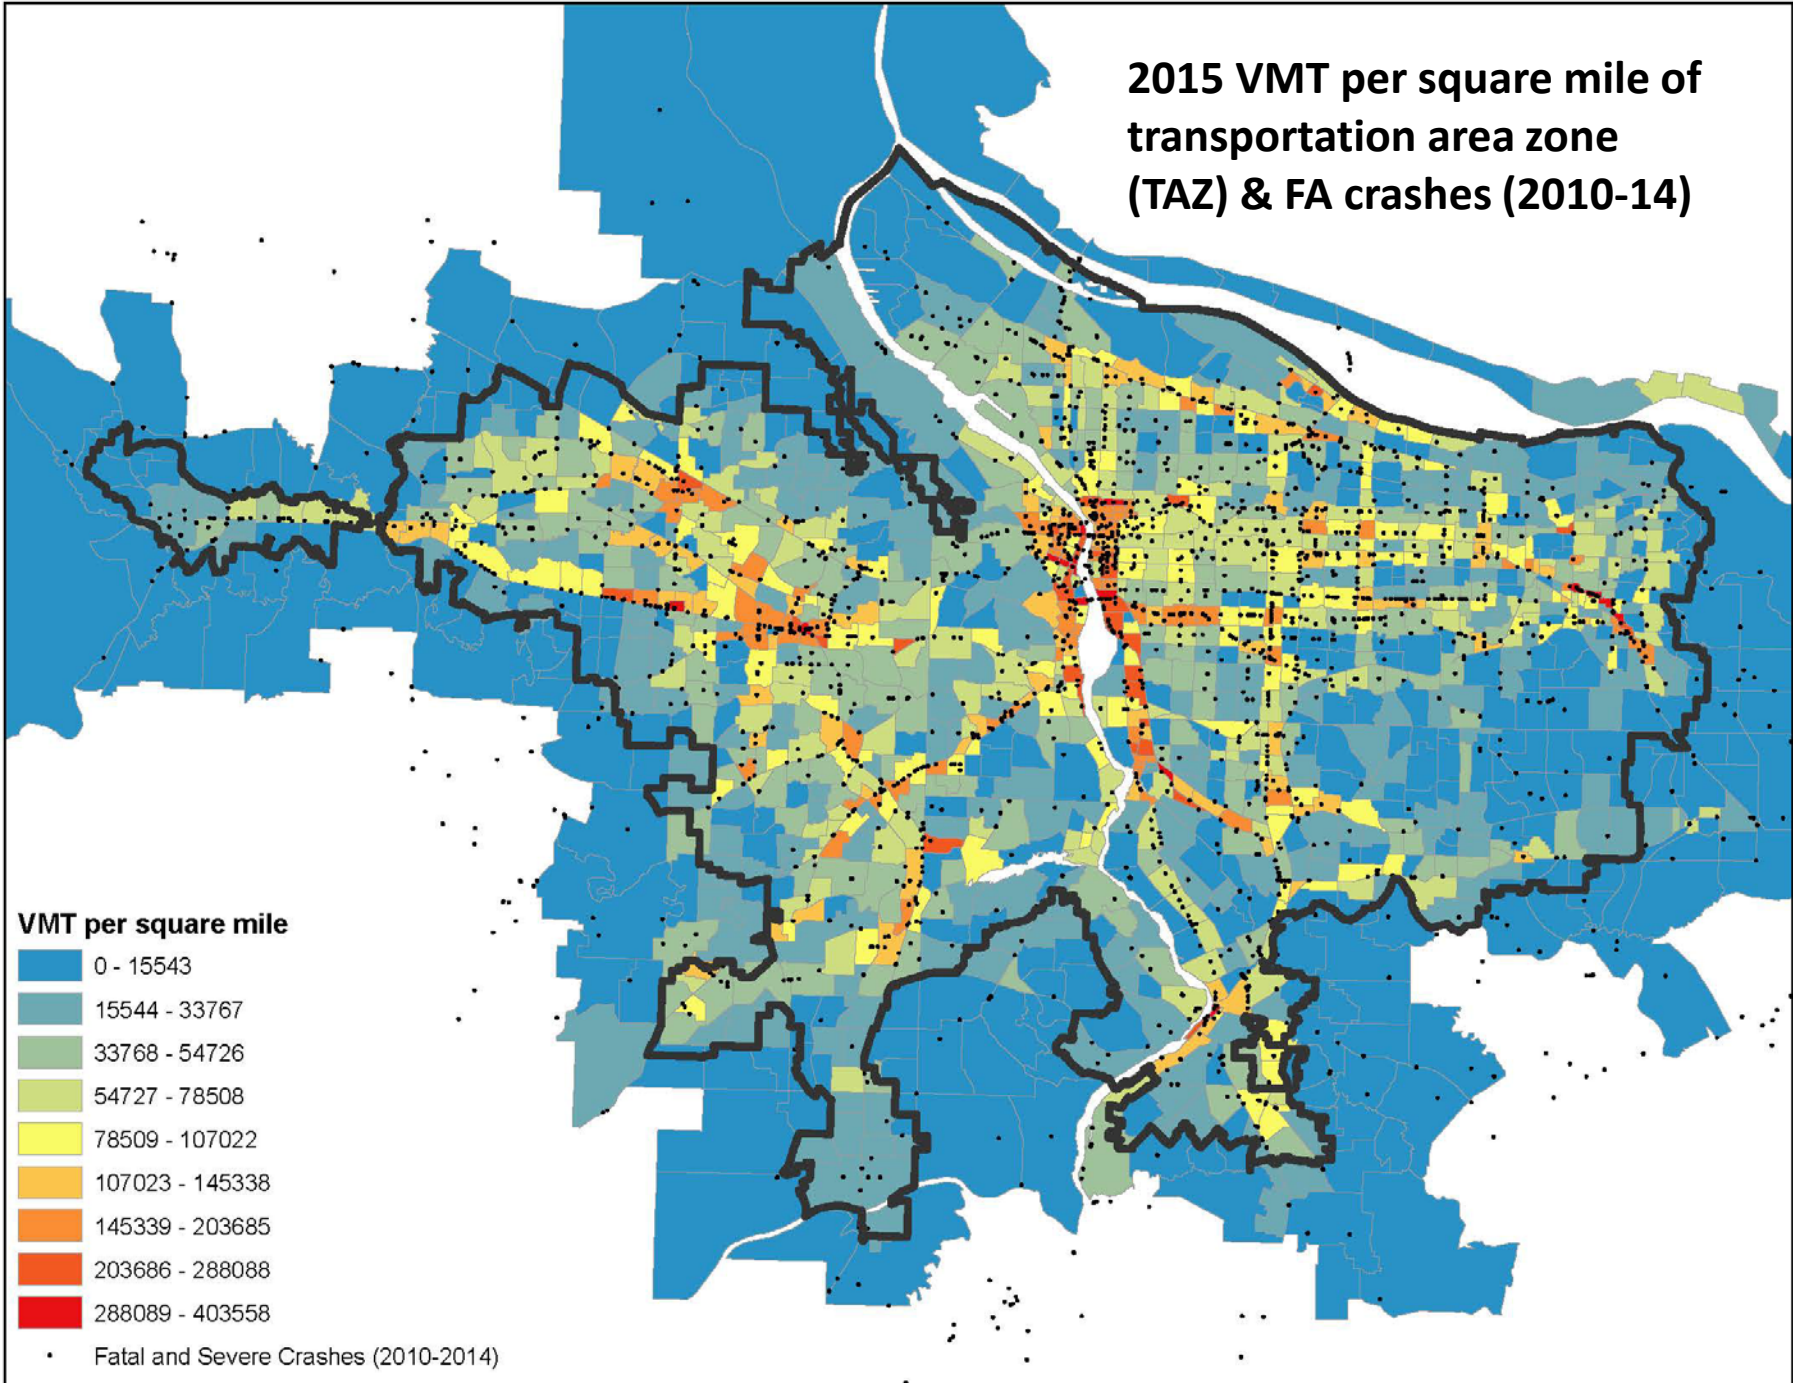 2015 VMT per square mile of
transportation area zone
(TAZ) & FA crashes (2010-14)
VMT per square mile
0 - 15543
15544 - 33767
33768 - 54726
54727 - 78508
78509 - 107022
107023 - 145338
145339 - 203685
203686 - 288088
288089 - 403558
Fatal and Severe Crashes (2010-2014)